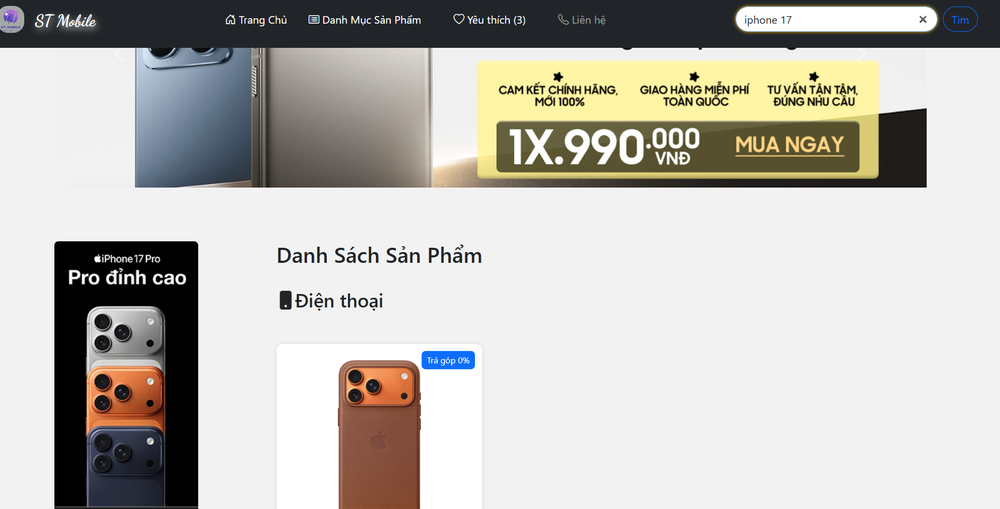 ST-MOBILE
ST Mobile
Trang Chủ
Danh Mục Sản Phẩm
Yêu thích (3)
Liên hệ
iphone 17
Tìm
CAM KẾT CHÍNH HÃNG,
MỚI 100%
GIAO HÀNG MIỄN PHÍ
TOÀN QUỐC
TƯ VẤN TẬN TÂM,
ĐÚNG NHU CẦU
1X.990.000
VNĐ
MUA NGAY
iPhone 17 Pro
Pro đỉnh cao
Danh Sách Sản Phẩm
Điện thoại
Trả góp 0%